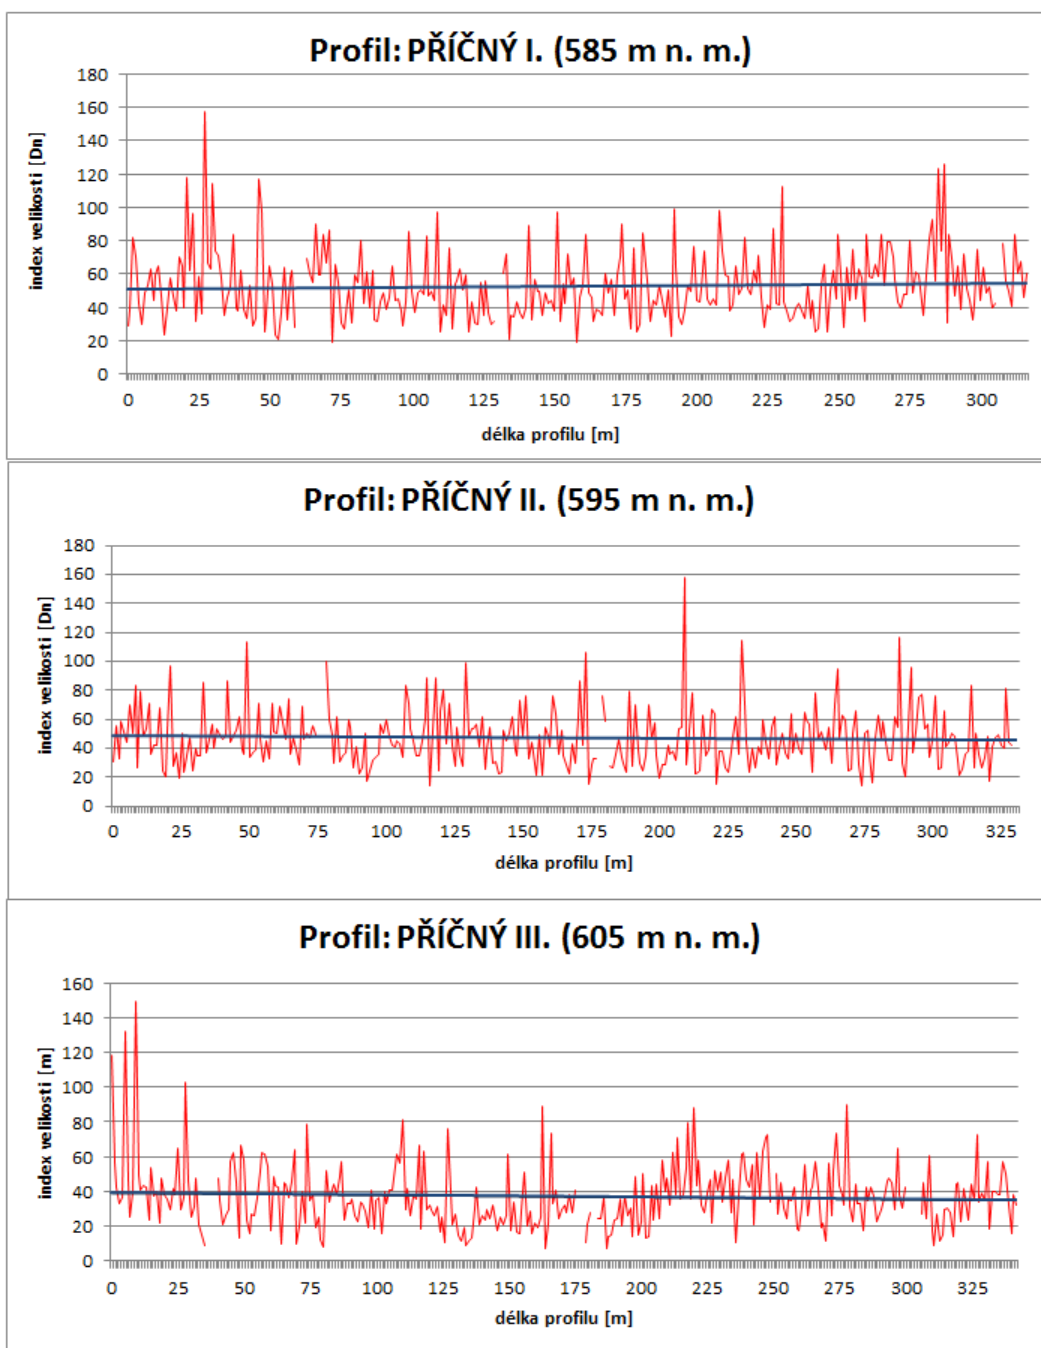 Profil: PŘÍČNÝ I. (585 m n. m.)
index velikosti [Dn]
180
160
140
120
100
80
60
40
20
0
0 25 50 75 100 125 150 175 200 225 250 275 300
délka profilu [m]
Profil: PŘÍČNÝ II. (595 m n. m.)
index velikosti [Dn]
180
160
140
120
100
80
60
40
20
0
0 25 50 75 100 125 150 175 200 225 250 275 300 325
délka profilu [m]
Profil: PŘÍČNÝ III. (605 m n. m.)
index velikosti [m]
160
140
120
100
80
60
40
20
0
0 25 50 75 100 125 150 175 200 225 250 275 300 325
délka profilu [m]